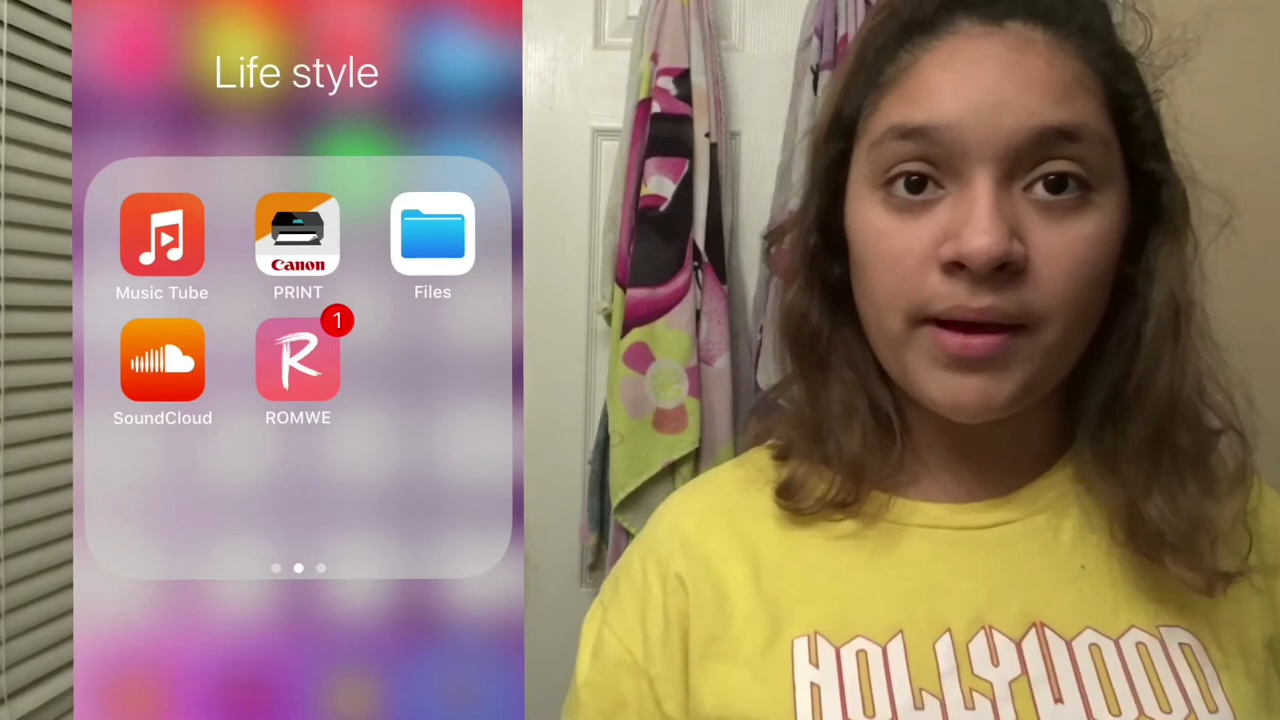 Life style
Canon
Music Tube
PRINT
Files
1
R
SoundCloud
ROMWE
HOLLYWOOD